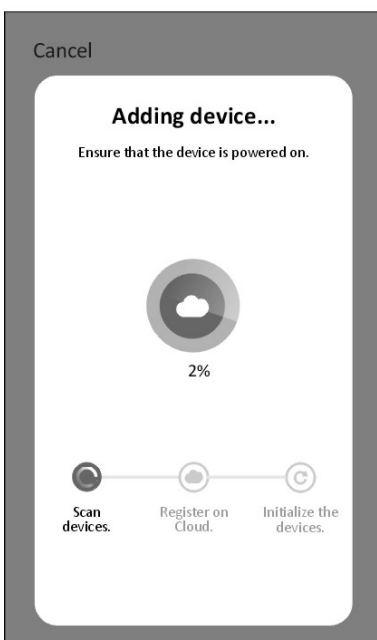 Cancel
Adding device...
Ensure that the device is powered on.
2%
Scan
devices.
Register on
Cloud.
Initialize the
devices.